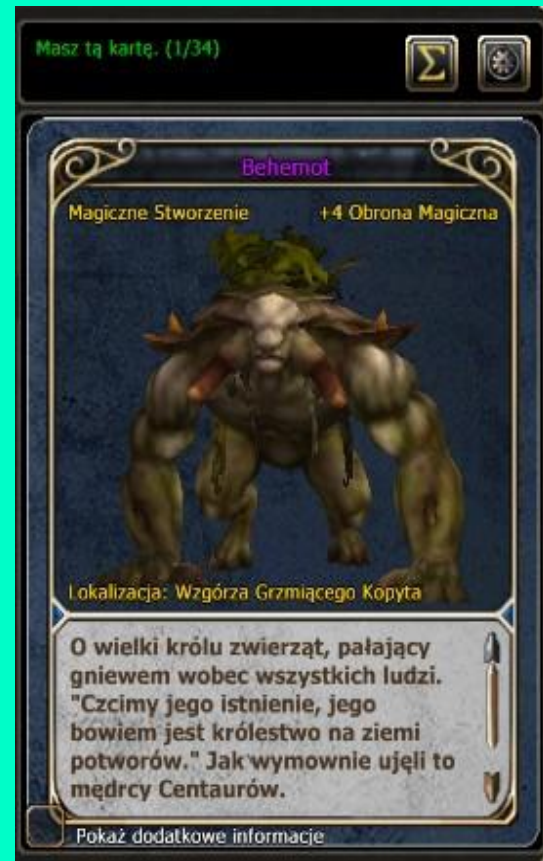 Masz tą kartę. (1/34)
Σ
Behemot
Magiczne Stworzenie +4 Obrona Magiczna
Lokalizacja: Wzgórza Grzmiącego Kopyta
O wielki królu zwierząt, pałający
gniewem wobec wszystkich ludzi.
"Czcimy jego istnienie, jego
bowiem jest królestwo na ziemi
potworów." Jak wymownie ujęli to
mędrcy Centaurów.
Pokaż dodatkowe informacje